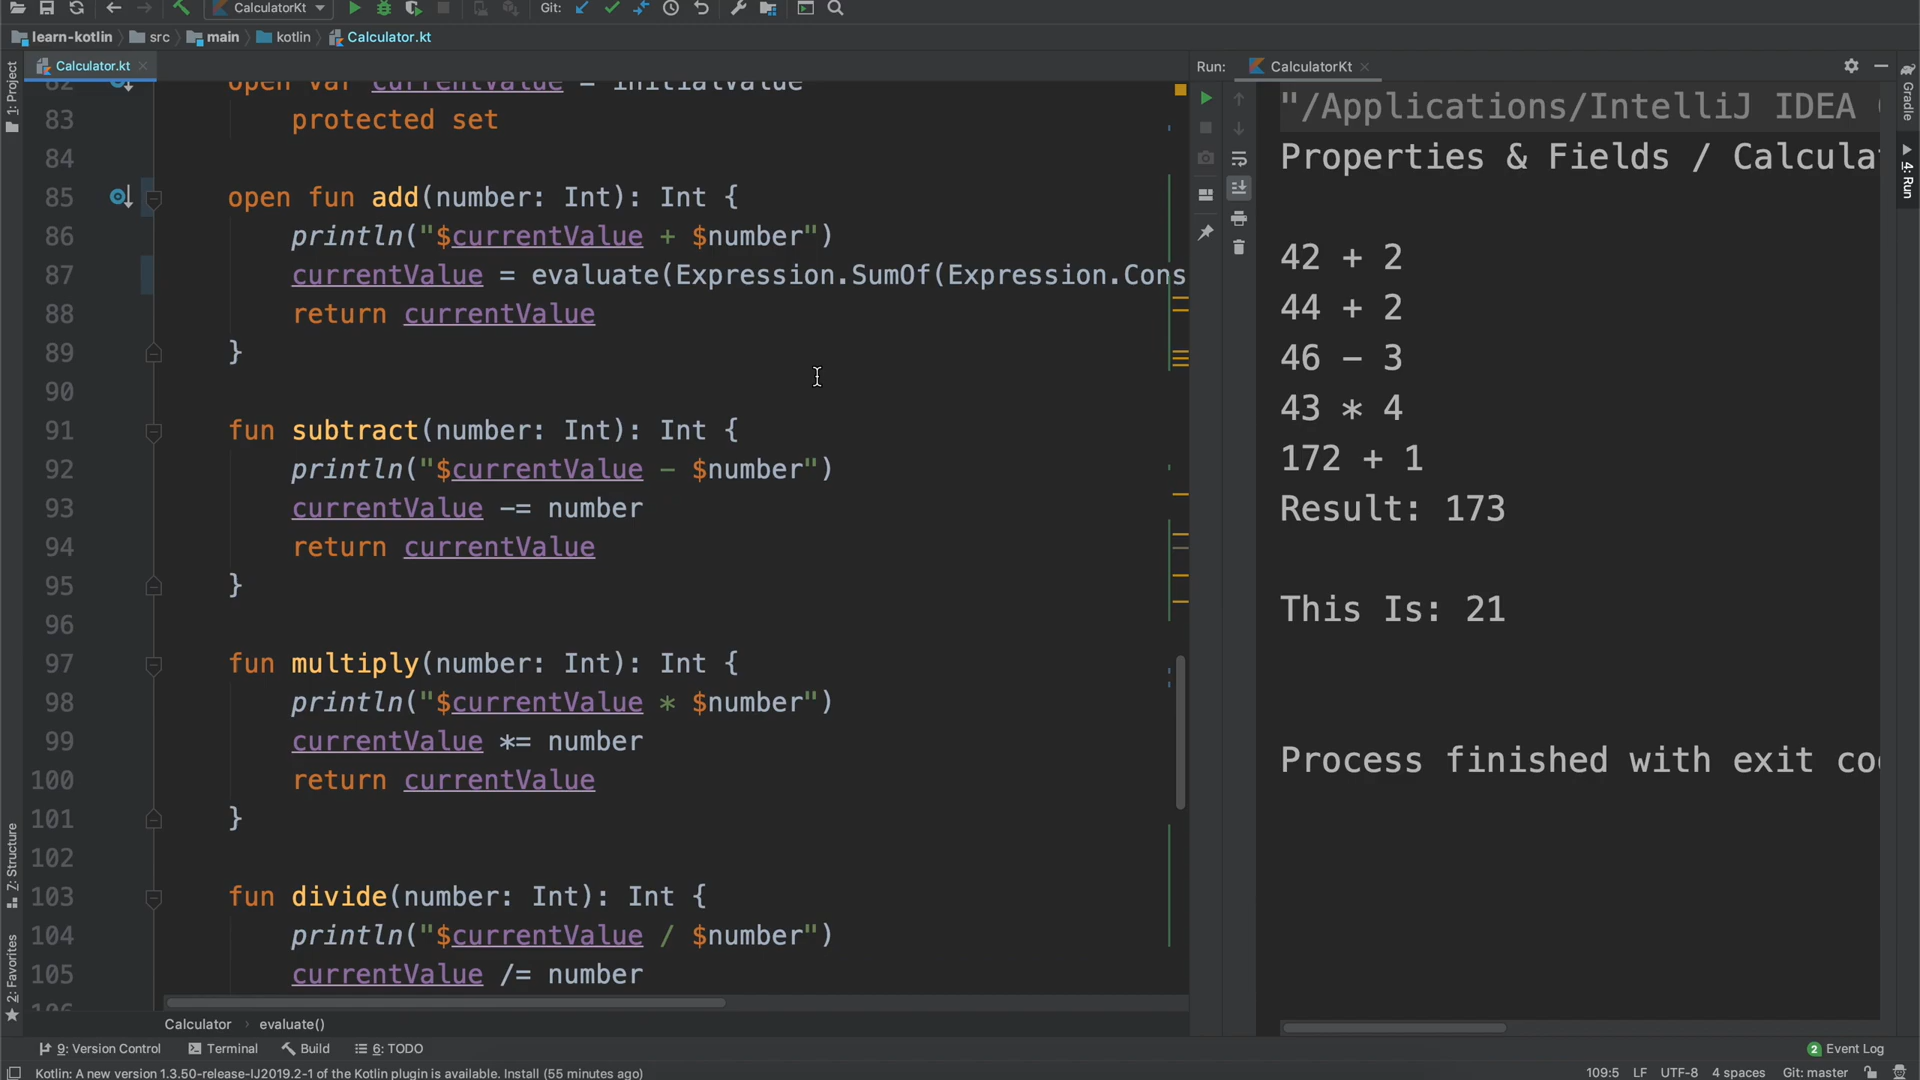 CalculatorKt
Git:
learn-kotlin
src
main
kotlin
Calculator.kt
1: Project
Calculator.kt
82
open var currentValue = initialValue
83
protected set
84
85
open fun add(number: Int): Int {
86
println("$currentValue + $number")
87
currentValue = evaluate(Expression.SumOf(Expression.Cons
88
return currentValue
89
}
90
91
fun subtract(number: Int): Int {
92
println("$currentValue - $number")
93
currentValue -= number
94
return currentValue
95
}
96
97
fun multiply(number: Int): Int {
98
println("$currentValue * $number")
99
currentValue *= number
100
return currentValue
101
}
102
103
fun divide(number: Int): Int {
104
println("$currentValue / $number")
105
currentValue /= number
106
Z: Structure
2: Favorites
Run:
CalculatorKt
"/Applications/IntelliJ IDEA
Properties & Fields / Calcula
42 + 2
44 + 2
46 - 3
43 * 4
172 + 1
Result: 173
This Is: 21
Process finished with exit co
Gradle
4: Run
Calculator
evaluate()
9: Version Control
Terminal
Build
6: TODO
2
Event Log
Kotlin: A new version 1.3.50-release-IJ2019.2-1 of the Kotlin plugin is available. Install (55 minutes ago)
109:5
LF
UTF-8
4 spaces
Git: master